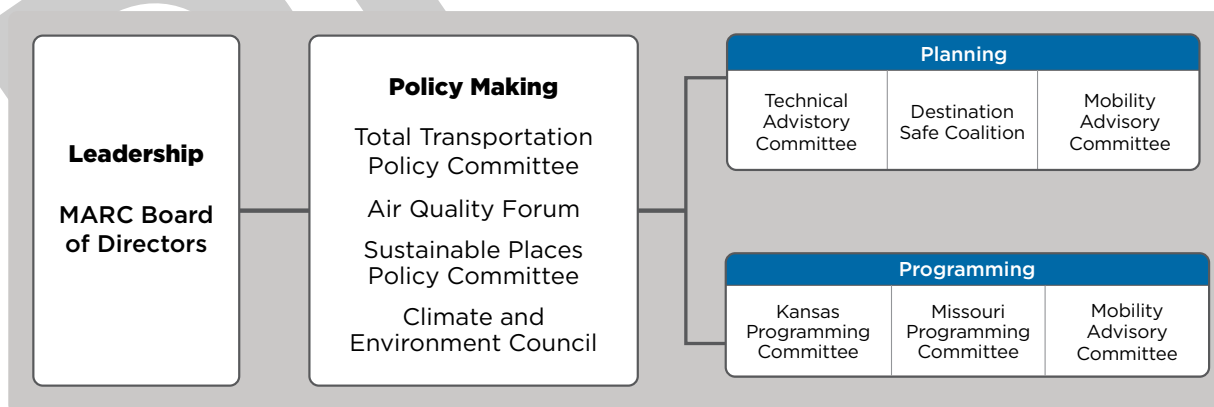 Leadership
MARC Board
of Directors
Policy Making
Total Transportation
Policy Committee
Air Quality Forum
Sustainable Places
Policy Committee
Climate and
Environment Council
Planning
Technical
Advistory
Committee
Destination
Safe Coalition
Mobility
Advisory
Committee
Programming
Kansas
Programming
Committee
Missouri
Programming
Committee
Mobility
Advisory
Committee